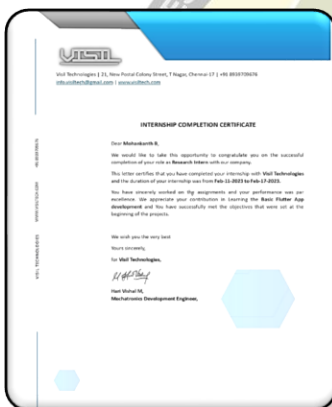 VISIL
Visil Technologies | 21, New Postal Colony Street, T Nagar, Chennai-17 | +91 8939709676
info.visiltech@gmail.com | www.visiltech.com
INTERNSHIP COMPLETION CERTIFICATE
Dear Mohankanth R,
We would like to take this opportunity to congratulate you on the successful
completion of your role as Research Intern with our company.
This letter certifies that you have completed your internship with Visil Technologies
and the duration of your internship was from Feb-11-2023 to Feb-17-2023.
You have sincerely worked on the assignments and your performance was par
excellence. We appreciate your contribution in Learning the Basic Flutter App
development and You have successfully met the objectives that were set at the
beginning of the projects.
We wish you the very best
Yours Sincerely,
for Visil Technologies,
Hari Vishal M,
Mechatronics Development Engineer,
VISIL TECHNOLOGIES
WWW.VISILTECH.COM